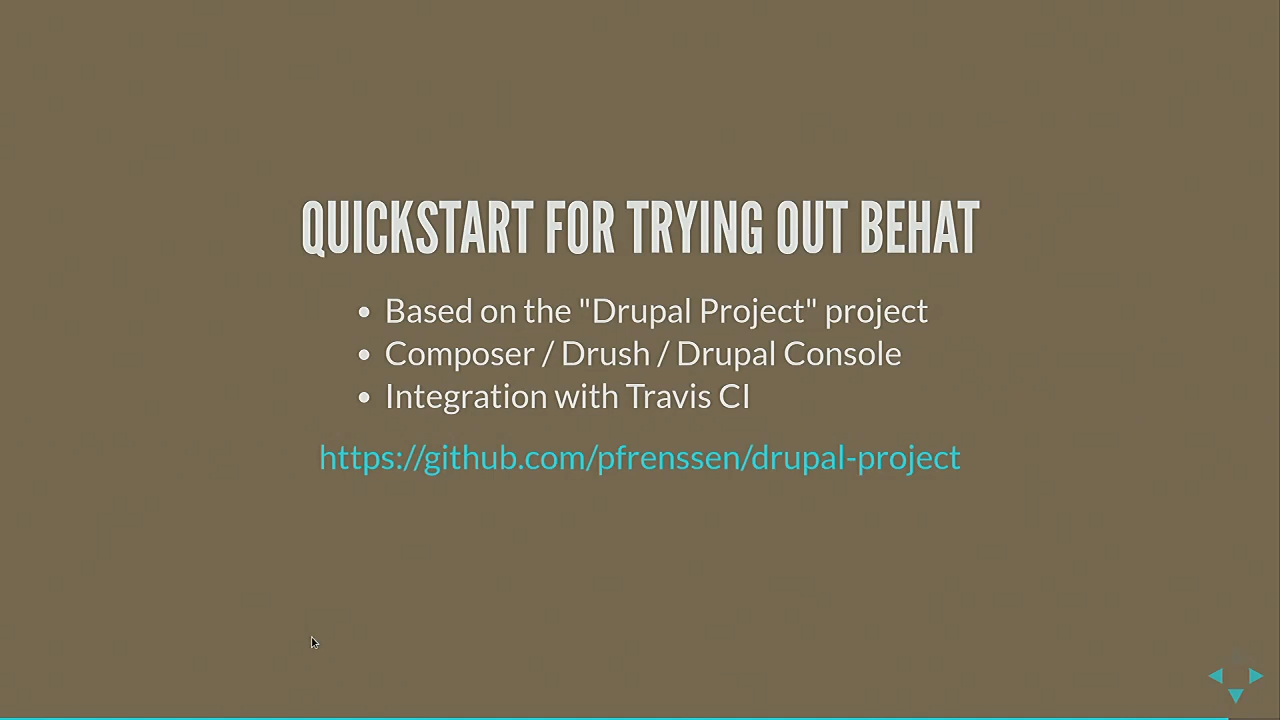 QUICKSTART FOR TRYING OUT BEHAT
Based on the "Drupal Project" project
Composer / Drush / Drupal Console
Integration with Travis CI
https://github.com/pfrenssen/drupal-project